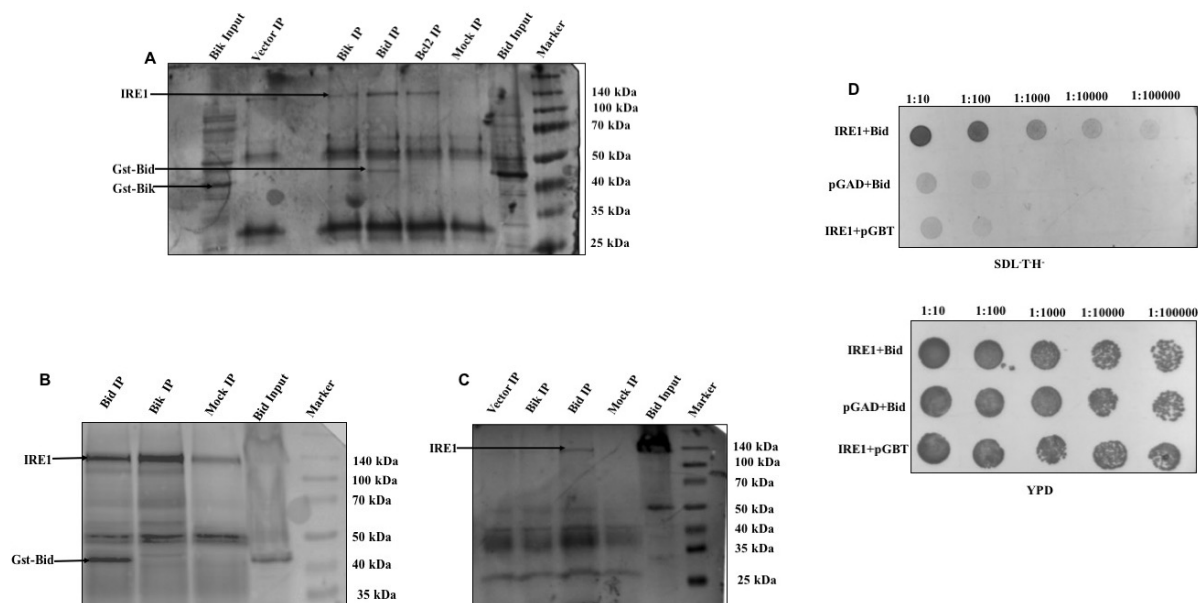 A
Bik Input
Vector IP
Bik IP
Bid IP
Bcl2 IP
Mock IP
Bid Input
Marker
IRE1
Gst-Bid
Gst-Bik
140 kDa
100 kDa
70 kDa
50 kDa
40 kDa
35 kDa
25 kDa
B
Bid IP
Bik IP
Mock IP
Bid Input
Marker
IRE1
Gst-Bid
140 kDa
100 kDa
70 kDa
50 kDa
40 kDa
35 kDa
C
Vector IP
Bik IP
Bid IP
Mock IP
Bid Input
Marker
IRE1
140 kDa
100 kDa
70 kDa
50 kDa
40 kDa
35 kDa
25 kDa
D
1:10 1:100 1:1000 1:10000 1:100000
IRE1+Bid
pGAD+Bid
IRE1+pGBT
SDL-T-H-
1:10 1:100 1:1000 1:10000 1:100000
IRE1+Bid
pGAD+Bid
IRE1+pGBT
YPD